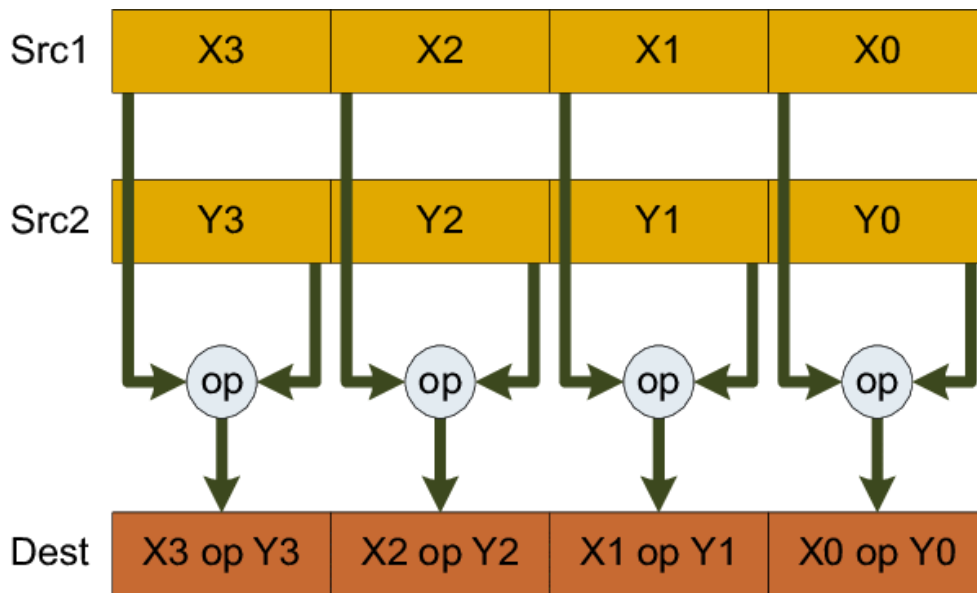 Src1 X3 X2 X1 X0
Src2 Y3 Y2 Y1 Y0
op op op op
Dest X3 op Y3 X2 op Y2 X1 op Y1 X0 op Y0